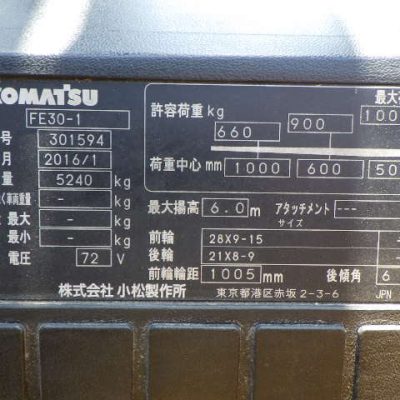 KOMATSU
FE30-1
号 301594
月 2016/1
量 5240 kg
車両重量 - kg
最大 - kg
最小 - kg
電圧 72 V
最大
許容荷重 kg
660 900 100
荷重中心 mm 1000 600 50
最大揚高 6.0 m アタッチメント サイズ ---
前輪 28X9-15 -
後輪 21X8-9 -
前輪輪距 1005 mm 後傾角 6
株式会社 小松製作所 東京都港区赤坂2-3-6 JPN